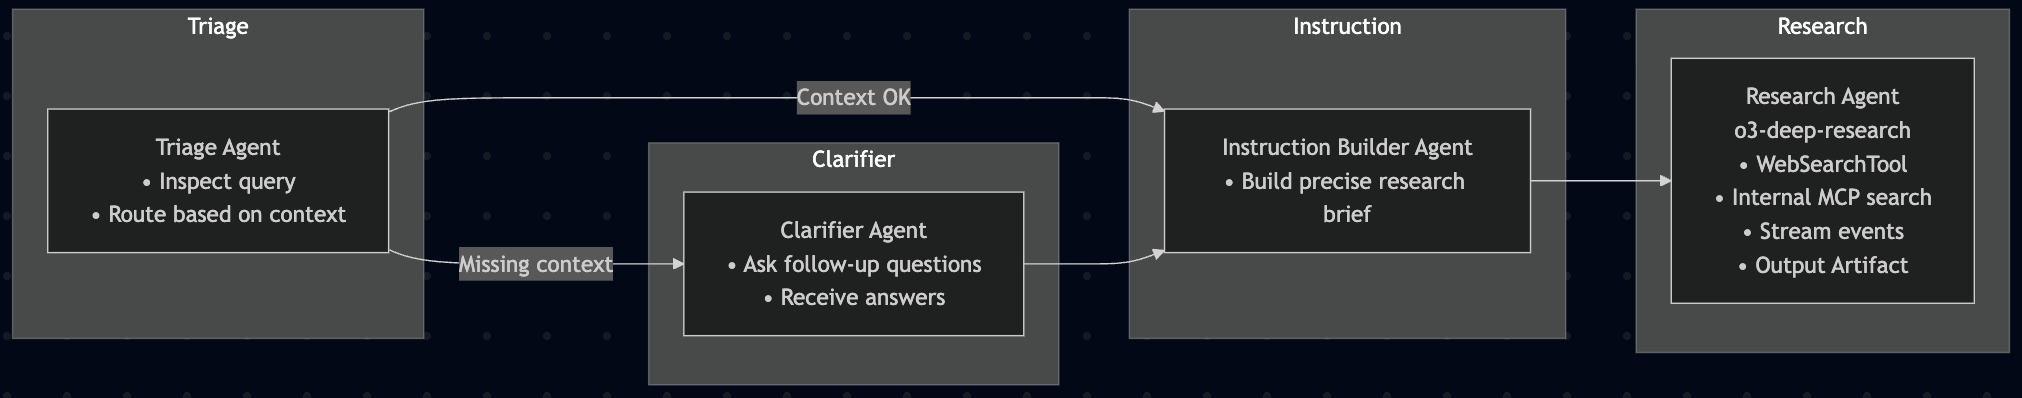 Triage
Triage Agent
• Inspect query
• Route based on context
Context OK
Missing context
Clarifier
Clarifier Agent
• Ask follow-up questions
• Receive answers
Instruction
Instruction Builder Agent
• Build precise research
brief
Research
Research Agent
o3-deep-research
• WebSearchTool
• Internal MCP search
• Stream events
• Output Artifact